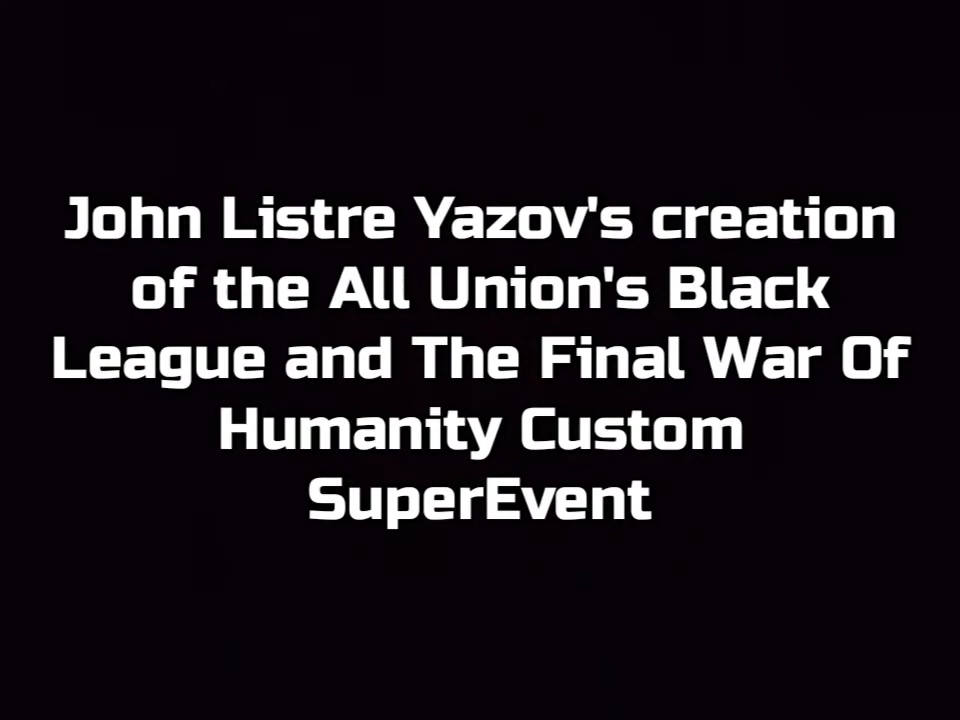 John Listre Yazov's creation
of the All Union's Black
League and The Final War Of
Humanity Custom
SuperEvent